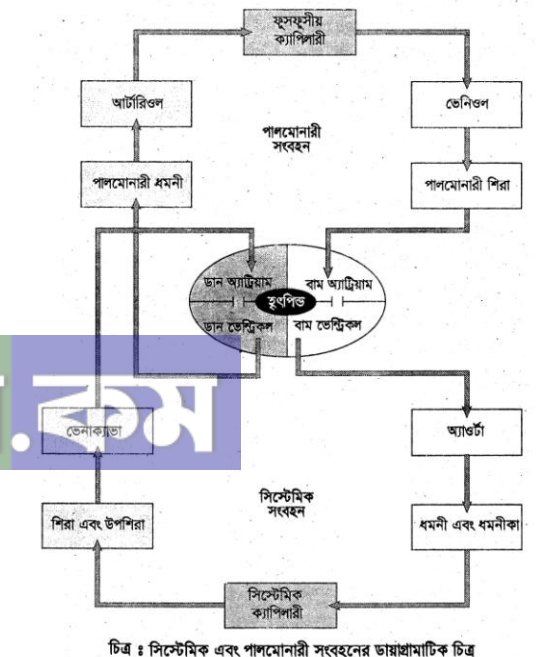 ফুসফুসীয়
ক্যাপিলারী
আর্টারিওল
ভেনিওল
পালমোনারী
সংবহন
পালমোনারী ধমনী
পালমোনারী শিরা
ডান অ্যাট্রিয়াম
বাম অ্যাট্রিয়াম
হৃৎপিন্ড
ডান ভেন্ট্রিকল
বাম ভেন্ট্রিকল
.কম
ভেনাক্যাভা
অ্যাওর্টা
সিস্টেমিক
সংবহন
শিরা এবং উপশিরা
ধমনী এবং ধমনীকা
সিস্টেমিক
ক্যাপিলারী
চিত্র : সিস্টেমিক এবং পালমোনারী সংবহনের ডায়াগ্রামাটিক চিত্র